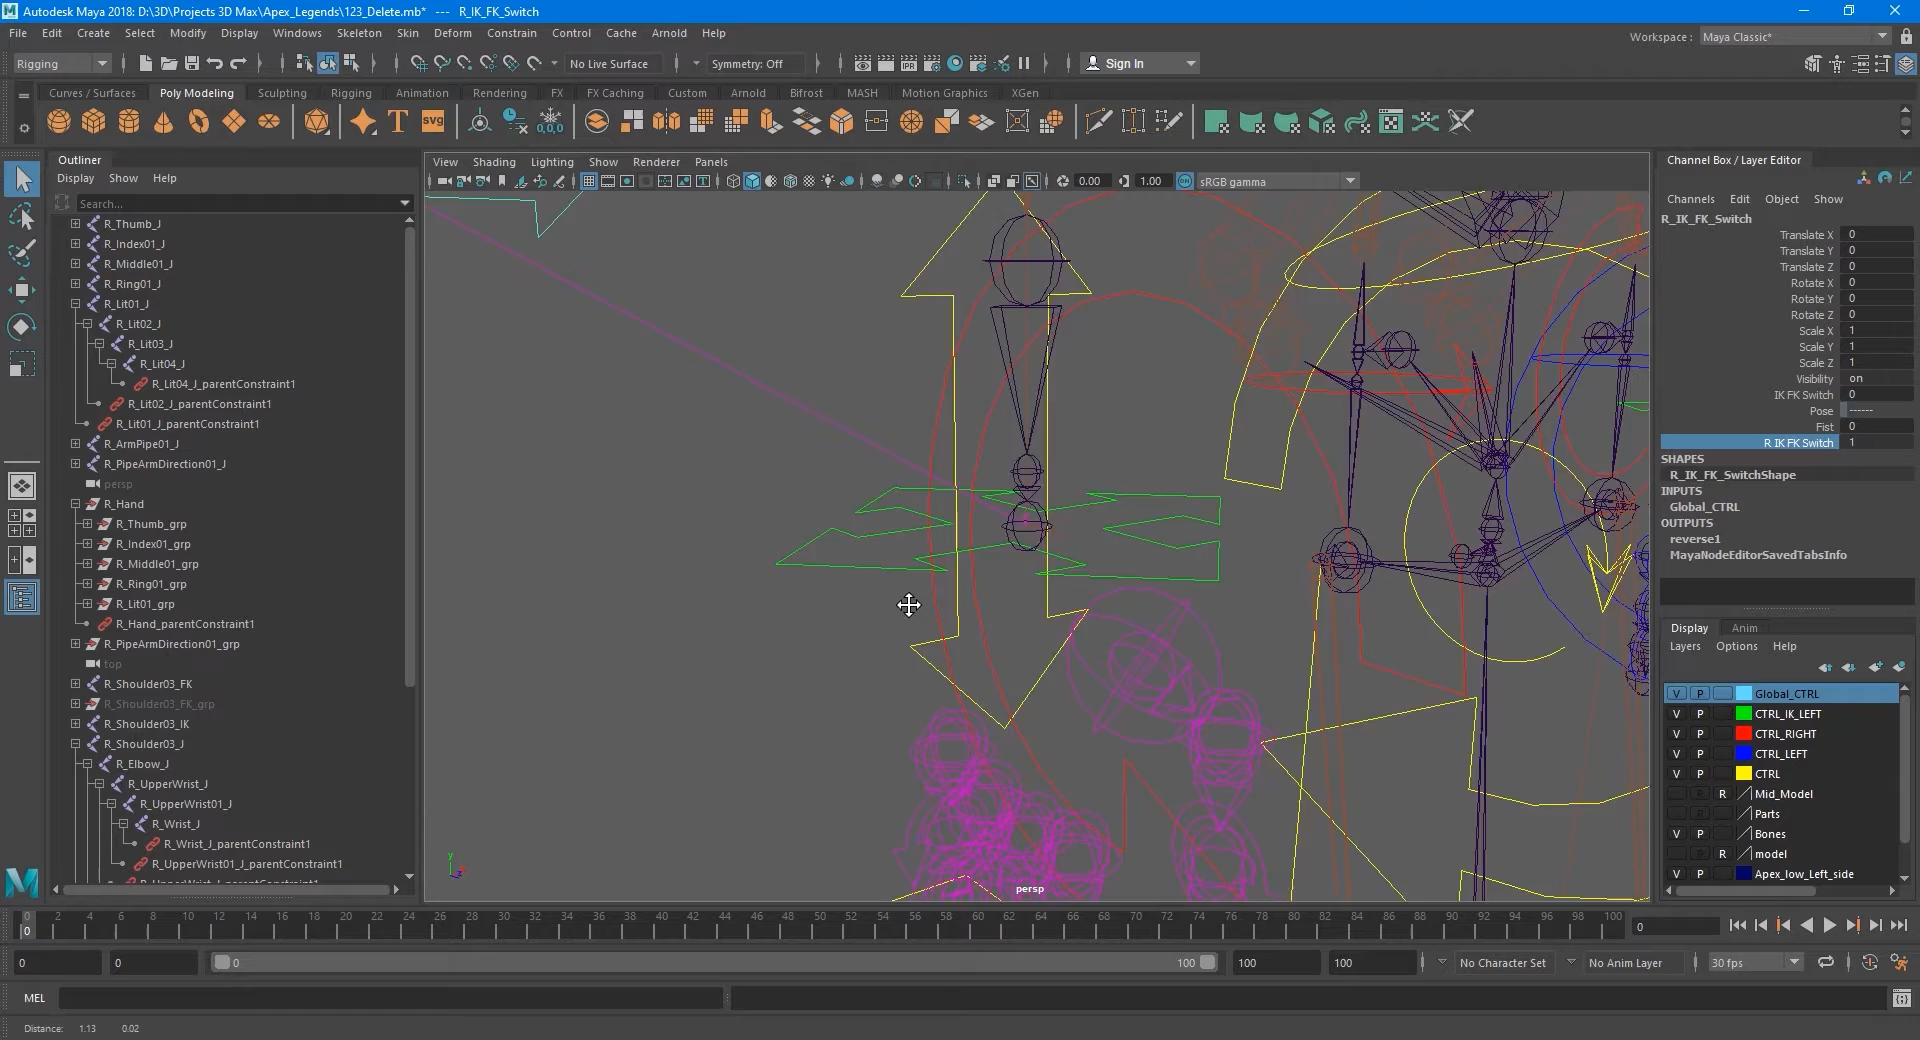 Autodesk Maya 2018: D:\3D\Projects 3D Max\Apex_Legends\123_Delete.mb* --- R_IK_FK_Switch
File Edit Create Select Modify Display Windows Skeleton Skin Deform Constrain Control Cache Arnold Help
Workspace : Maya Classic*
Rigging No Live Surface Symmetry: Off Sign In
Curves / Surfaces Poly Modeling Sculpting Rigging Animation Rendering FX FX Caching Custom Arnold Bifrost MASH Motion Graphics XGen
Outliner
Display Show Help
Search...
R_Thumb_J
R_Index01_J
R_Middle01_J
R_Ring01_J
R_Lit01_J
R_Lit02_J
R_Lit03_J
R_Lit04_J
R_Lit04_J_parentConstraint1
R_Lit02_J_parentConstraint1
R_Lit01_J_parentConstraint1
R_ArmPipe01_J
R_PipeArmDirection01_J
persp
R_Hand
R_Thumb_grp
R_Index01_grp
R_Middle01_grp
R_Ring01_grp
R_Lit01_grp
R_Hand_parentConstraint1
R_PipeArmDirection01_grp
top
R_Shoulder03_FK
R_Shoulder03_FK_grp
R_Shoulder03_IK
R_Shoulder03_J
R_Elbow_J
R_UpperWrist_J
R_UpperWrist01_J
R_Wrist_J
R_Wrist_J_parentConstraint1
R_UpperWrist01_J_parentConstraint1
View Shading Lighting Show Renderer Panels
0.00 1.00 sRGB gamma
persp
y
Channel Box / Layer Editor
Channels Edit Object Show
R_IK_FK_Switch
Translate X 0
Translate Y 0
Translate Z 0
Rotate X 0
Rotate Y 0
Rotate Z 0
Scale X 1
Scale Y 1
Scale Z 1
Visibility on
IK FK Switch 0
Pose ------
Fist 0
R IK FK Switch 1
SHAPES
R_IK_FK_SwitchShape
INPUTS
Global_CTRL
OUTPUTS
reverse1
MayaNodeEditorSavedTabsInfo
Display Anim
Layers Options Help
V P Global_CTRL
V P CTRL_IK_LEFT
V P CTRL_RIGHT
V P CTRL_LEFT
V P CTRL
R Mid_Model
Parts
V P Bones
R model
V P Apex_low_Left_side
0 2 4 6 8 10 12 14 16 18 20 22 24 26 28 30 32 34 36 38 40 42 44 46 48 50 52 54 56 58 60 62 64 66 68 70 72 74 76 78 80 82 84 86 88 90 92 94 96 98 100
0 0
0 0 0 100 100 100 No Character Set No Anim Layer 30 fps
MEL
Distance: 1.13 0.02